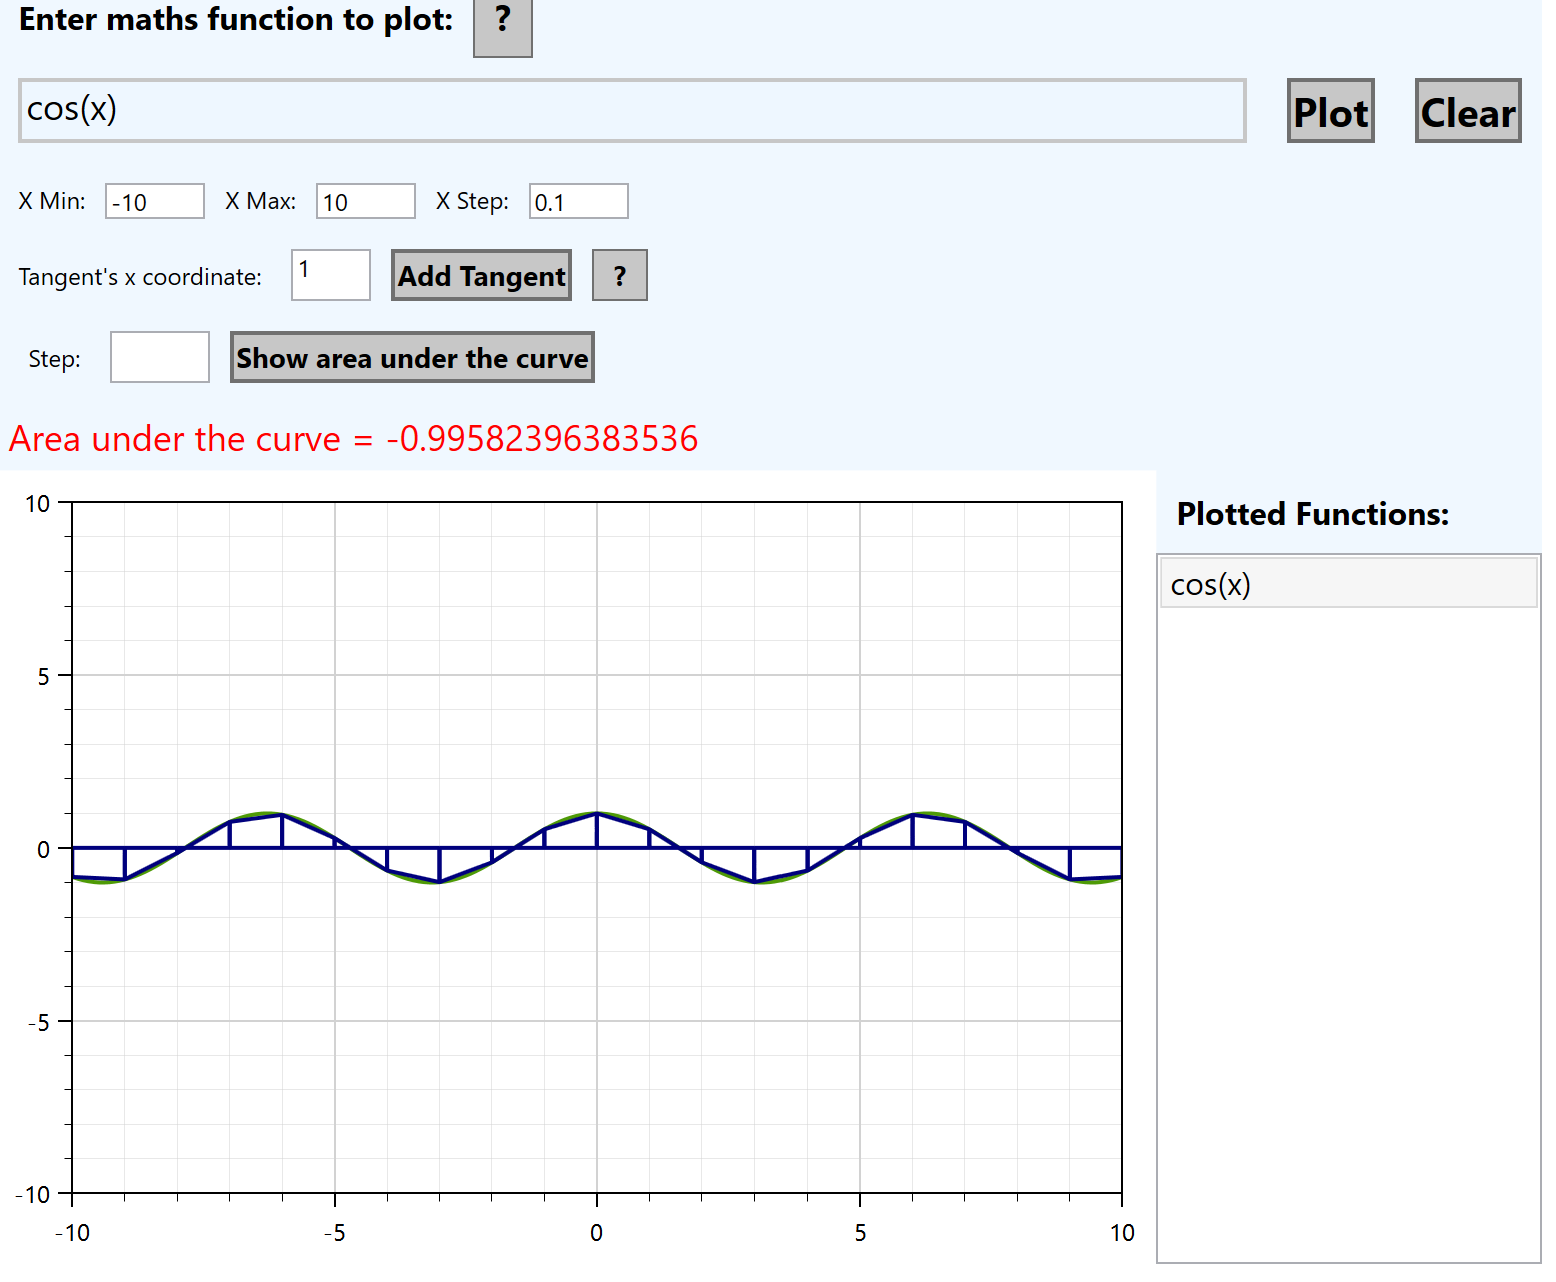 Enter maths function to plot: ?
cos(x) Plot Clear
X Min: -10 X Max: 10 X Step: 0.1
Tangent's x coordinate: 1 Add Tangent ?
Step: Show area under the curve
Area under the curve = -0.99582396383536
Plotted Functions:
cos(x)
10
5
0
-5
-10
-10 -5 0 5 10